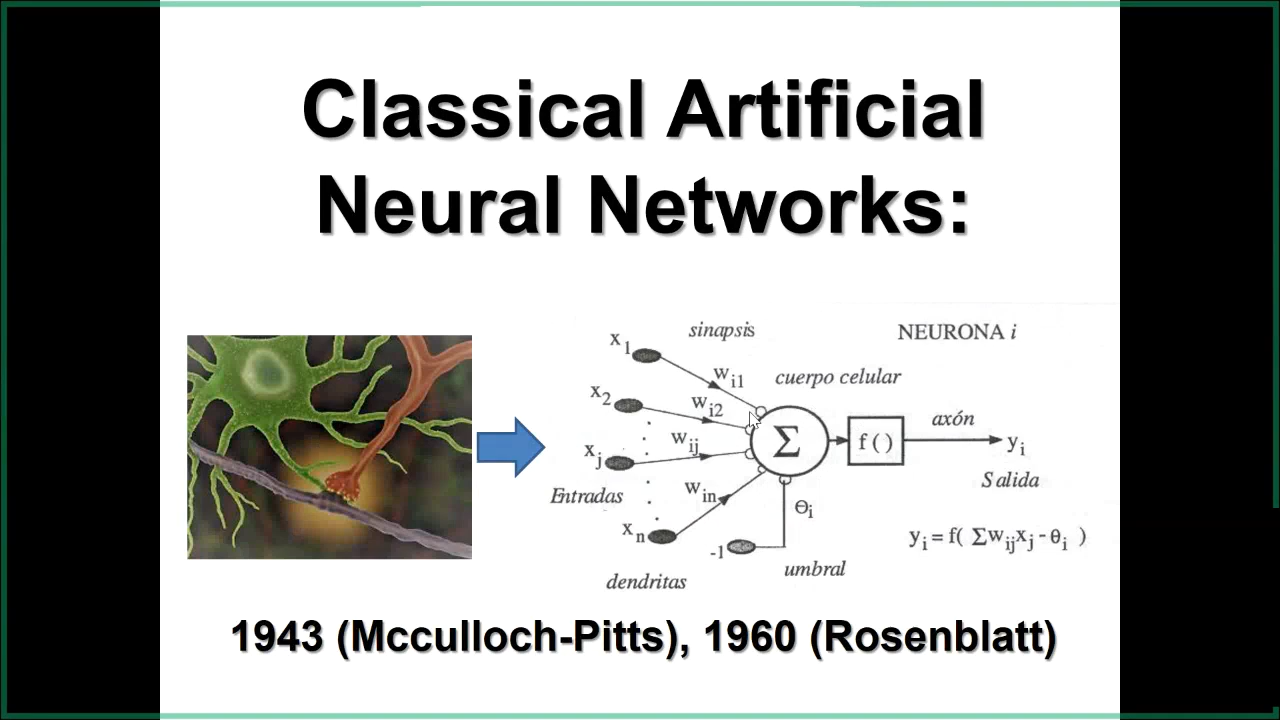 Classical Artificial
Neural Networks:
sinapsis
NEURONA i
x1
wi1
cuerpo celular
x2
wi2
axón
Σ
f ( )
yi
xj
wij
Salida
Entradas
win
θi
xn
-1
yi = f( Σwijxj - θi )
umbral
dendritas
1943 (Mcculloch-Pitts), 1960 (Rosenblatt)